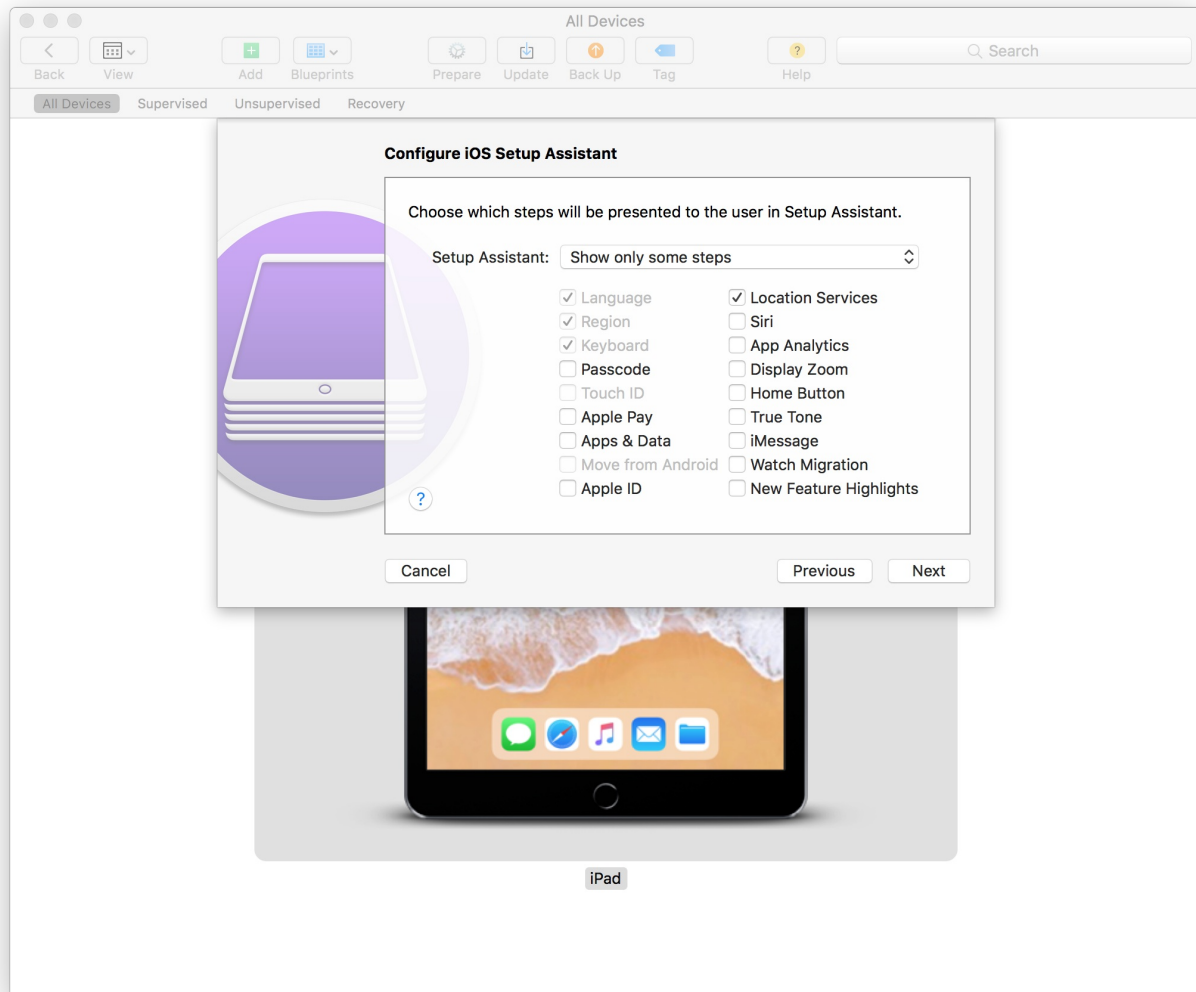 All Devices
Search
Back View Add Blueprints Prepare Update Back Up Tag Help
All Devices Supervised Unsupervised Recovery
Configure iOS Setup Assistant
Choose which steps will be presented to the user in Setup Assistant.
Setup Assistant: Show only some steps
Language Location Services
Region Siri
Keyboard App Analytics
Passcode Display Zoom
Touch ID Home Button
Apple Pay True Tone
Apps & Data iMessage
Move from Android Watch Migration
Apple ID New Feature Highlights
?
Cancel Previous Next
iPad